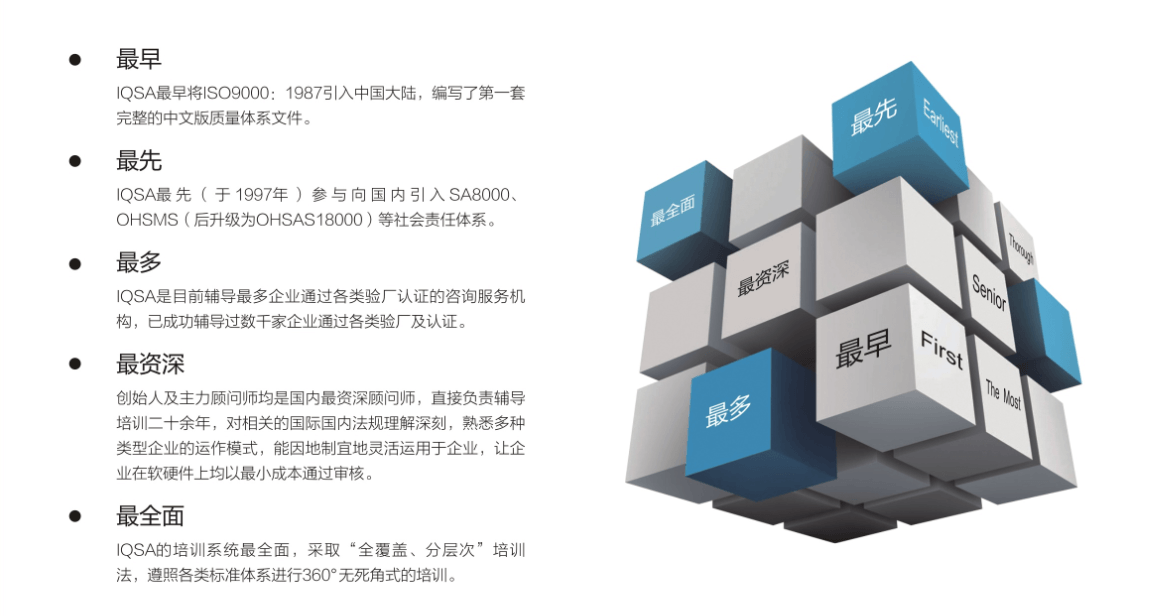 最早
IQSA最早将ISO9000：1987引入中国大陆，编写了第一套
完整的中文版质量体系文件。
最先
IQSA最先（于1997年）参与向国内引入SA8000、
OHSMS（后升级为OHSAS18000）等社会责任体系。
最多
IQSA是目前辅导最多企业通过各类验厂认证的咨询服务机
构，已成功辅导过数千家企业通过各类验厂及认证。
最资深
创始人及主力顾问师均是国内最资深顾问师，直接负责辅导
培训二十余年，对相关的国际国内法规理解深刻，熟悉多种
类型企业的运作模式，能因地制宜地灵活运用于企业，让企
业在软硬件上均以最小成本通过审核。
最全面
IQSA的培训系统最全面，采取“全覆盖、分层次”培训
法，遵照各类标准体系进行360°无死角式的培训。
最先
Earliest
最全面
Thorough
最资深
Senior
最早
First
最多
The Most